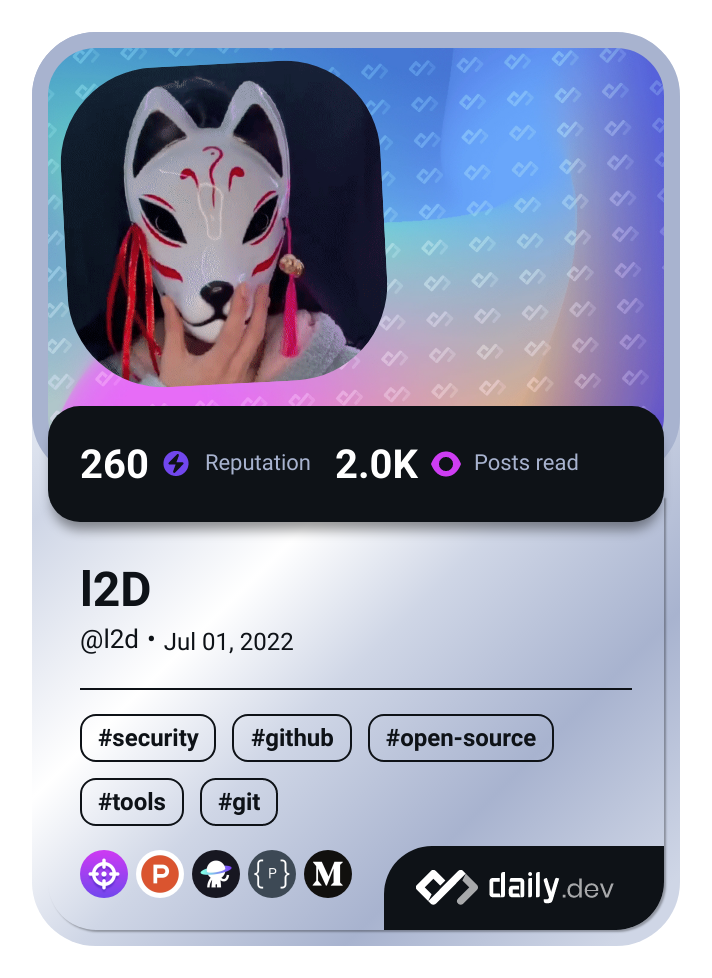 260 Reputation 2.0K Posts read
l2D
@l2d • Jul 01, 2022
#security #github #open-source
#tools #git
P {P} M
daily.dev